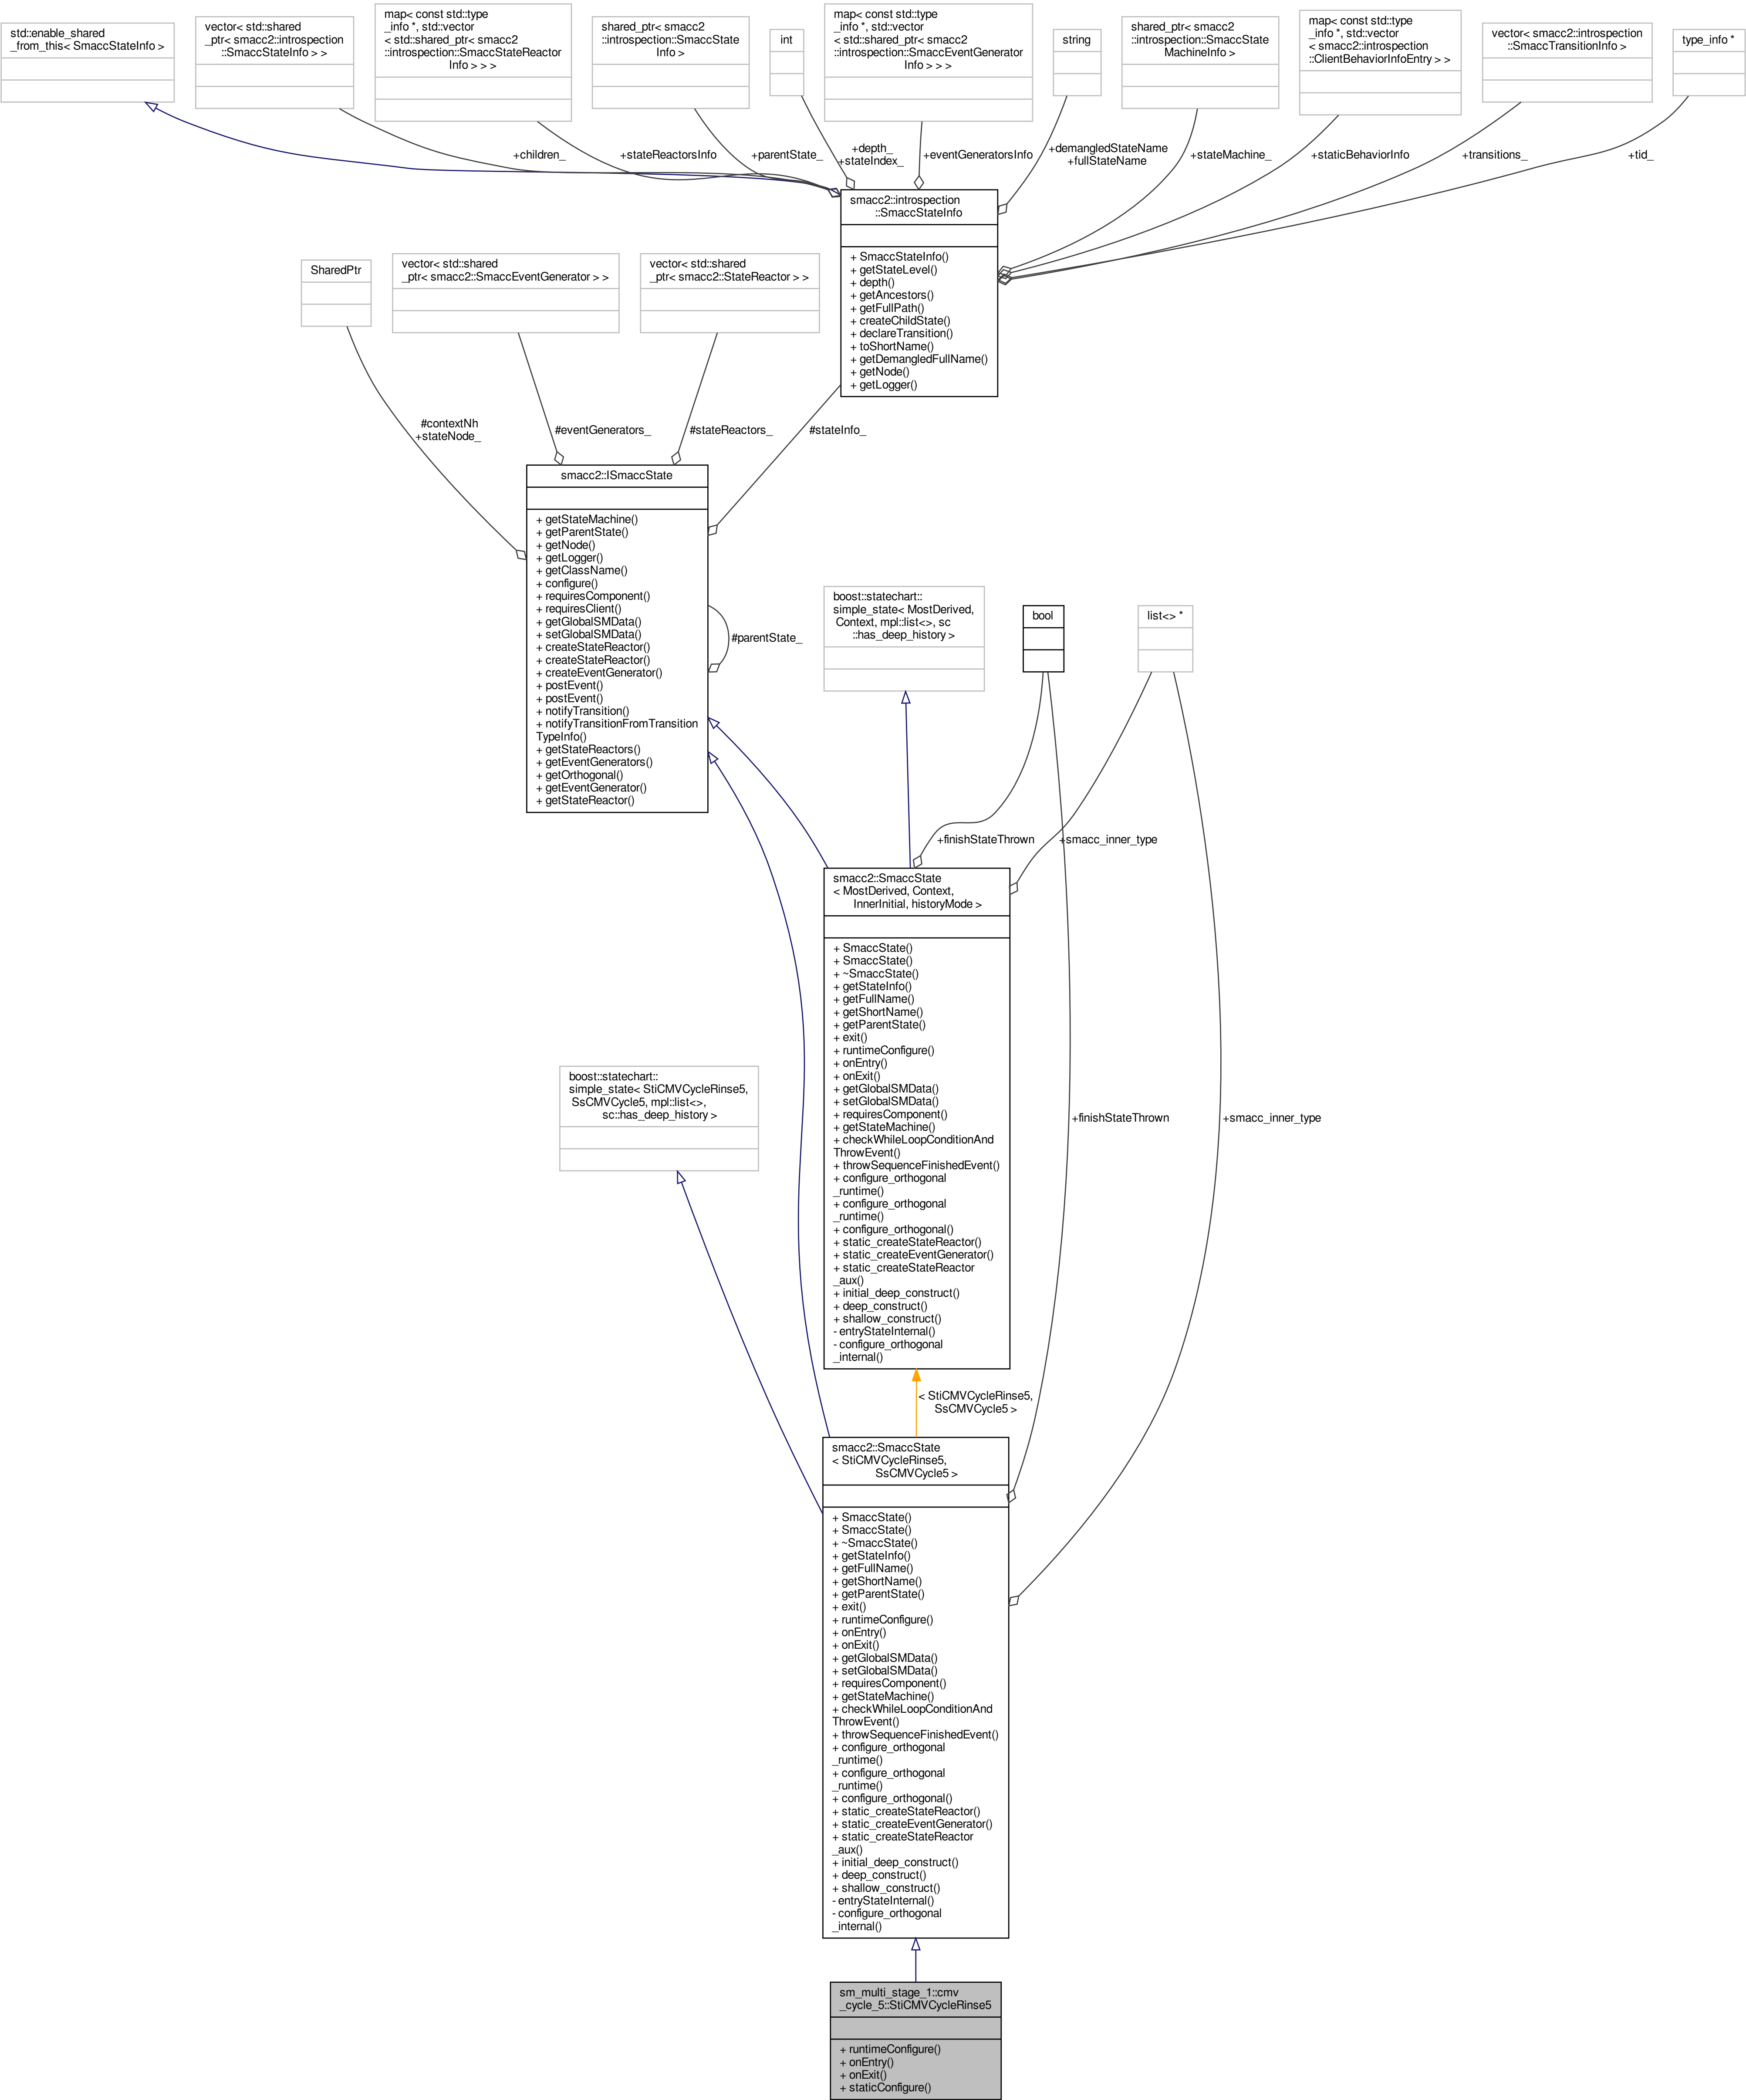 std::enable_shared
_from_this< SmaccStateInfo >
vector< std::shared
_ptr< smacc2::introspection
::SmaccStateInfo > >
map< const std::type
_info *, std::vector
< std::shared_ptr< smacc2
::introspection::SmaccStateReactor
Info > > >
shared_ptr< smacc2
::introspection::SmaccState
Info >
int
map< const std::type
_info *, std::vector
< std::shared_ptr< smacc2
::introspection::SmaccEventGenerator
Info > > >
string
shared_ptr< smacc2
::introspection::SmaccState
MachineInfo >
map< const std::type
_info *, std::vector
< smacc2::introspection
::ClientBehaviorInfoEntry > >
vector< smacc2::introspection
::SmaccTransitionInfo >
type_info *
+children_
+stateReactorsInfo
+parentState_
+depth_
+stateIndex_
+eventGeneratorsInfo
+demangledStateName
+fullStateName
+stateMachine_
+staticBehaviorInfo
+transitions_
+tid_
smacc2::introspection
::SmaccStateInfo
+ SmaccStateInfo()
+ getStateLevel()
+ depth()
+ getAncestors()
+ getFullPath()
+ createChildState()
+ declareTransition()
+ toShortName()
+ getDemangledFullName()
+ getNode()
+ getLogger()
SharedPtr
vector< std::shared
_ptr< smacc2::SmaccEventGenerator > >
vector< std::shared
_ptr< smacc2::StateReactor > >
#contextNh
+stateNode_
#eventGenerators_
#stateReactors_
#stateInfo_
smacc2::ISmaccState
+ getStateMachine()
+ getParentState()
+ getNode()
+ getLogger()
+ getClassName()
+ configure()
+ requiresComponent()
+ requiresClient()
+ getGlobalSMData()
+ setGlobalSMData()
+ createStateReactor()
+ createStateReactor()
+ createEventGenerator()
+ postEvent()
+ postEvent()
+ notifyTransition()
+ notifyTransitionFromTransition
TypeInfo()
+ getStateReactors()
+ getEventGenerators()
+ getOrthogonal()
+ getEventGenerator()
+ getStateReactor()
#parentState_
boost::statechart::
simple_state< MostDerived,
Context, mpl::list<>, sc
::has_deep_history >
bool
list<> *
+finishStateThrown
+smacc_inner_type
smacc2::SmaccState
< MostDerived, Context,
InnerInitial, historyMode >
+ SmaccState()
+ SmaccState()
+ ~SmaccState()
+ getStateInfo()
+ getFullName()
+ getShortName()
+ getParentState()
+ exit()
+ runtimeConfigure()
+ onEntry()
+ onExit()
+ getGlobalSMData()
+ setGlobalSMData()
+ requiresComponent()
+ getStateMachine()
+ checkWhileLoopConditionAnd
ThrowEvent()
+ throwSequenceFinishedEvent()
+ configure_orthogonal
_runtime()
+ configure_orthogonal
_runtime()
+ configure_orthogonal()
+ static_createStateReactor()
+ static_createEventGenerator()
+ static_createStateReactor
_aux()
+ initial_deep_construct()
+ deep_construct()
+ shallow_construct()
- entryStateInternal()
- configure_orthogonal
_internal()
boost::statechart::
simple_state< StiCMVCycleRinse5,
SsCMVCycle5, mpl::list<>,
sc::has_deep_history >
+finishStateThrown
+smacc_inner_type
< StiCMVCycleRinse5,
SsCMVCycle5 >
smacc2::SmaccState
< StiCMVCycleRinse5,
SsCMVCycle5 >
+ SmaccState()
+ SmaccState()
+ ~SmaccState()
+ getStateInfo()
+ getFullName()
+ getShortName()
+ getParentState()
+ exit()
+ runtimeConfigure()
+ onEntry()
+ onExit()
+ getGlobalSMData()
+ setGlobalSMData()
+ requiresComponent()
+ getStateMachine()
+ checkWhileLoopConditionAnd
ThrowEvent()
+ throwSequenceFinishedEvent()
+ configure_orthogonal
_runtime()
+ configure_orthogonal
_runtime()
+ configure_orthogonal()
+ static_createStateReactor()
+ static_createEventGenerator()
+ static_createStateReactor
_aux()
+ initial_deep_construct()
+ deep_construct()
+ shallow_construct()
- entryStateInternal()
- configure_orthogonal
_internal()
sm_multi_stage_1::cmv
_cycle_5::StiCMVCycleRinse5
+ runtimeConfigure()
+ onEntry()
+ onExit()
+ staticConfigure()